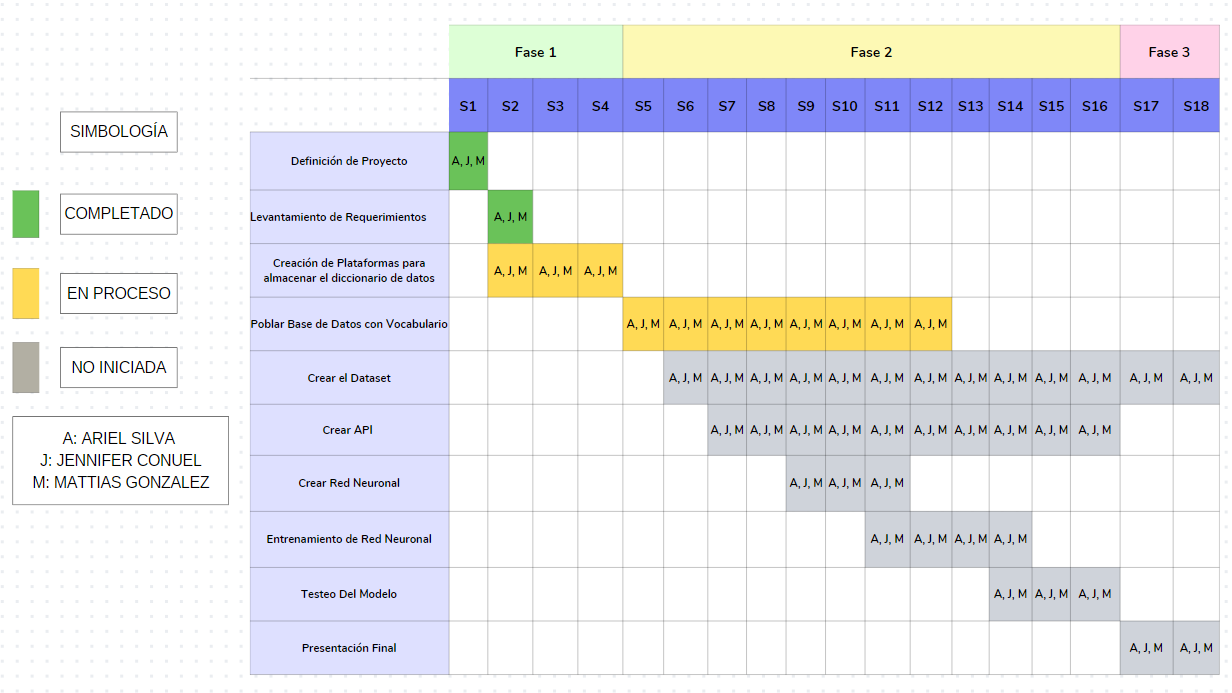 Fase 1 Fase 2 Fase 3
S1 S2 S3 S4 S5 S6 S7 S8 S9 S10 S11 S12 S13 S14 S15 S16 S17 S18
SIMBOLOGÍA
COMPLETADO
EN PROCESO
NO INICIADA
A: ARIEL SILVA
J: JENNIFER CONUEL
M: MATTIAS GONZALEZ
Definición de Proyecto A, J, M
Levantamiento de Requerimientos A, J, M
Creación de Plataformas para
almacenar el diccionario de datos A, J, M A, J, M A, J, M
Poblar Base de Datos con Vocabulario A, J, M A, J, M A, J, M A, J, M A, J, M A, J, M A, J, M A, J, M
Crear el Dataset A, J, M A, J, M A, J, M A, J, M A, J, M A, J, M A, J, M A, J, M A, J, M A, J, M A, J, M A, J, M A, J, M
Crear API A, J, M A, J, M A, J, M A, J, M A, J, M A, J, M A, J, M A, J, M A, J, M A, J, M
Crear Red Neuronal A, J, M A, J, M A, J, M
Entrenamiento de Red Neuronal A, J, M A, J, M A, J, M A, J, M
Testeo Del Modelo A, J, M A, J, M A, J, M
Presentación Final A, J, M A, J, M